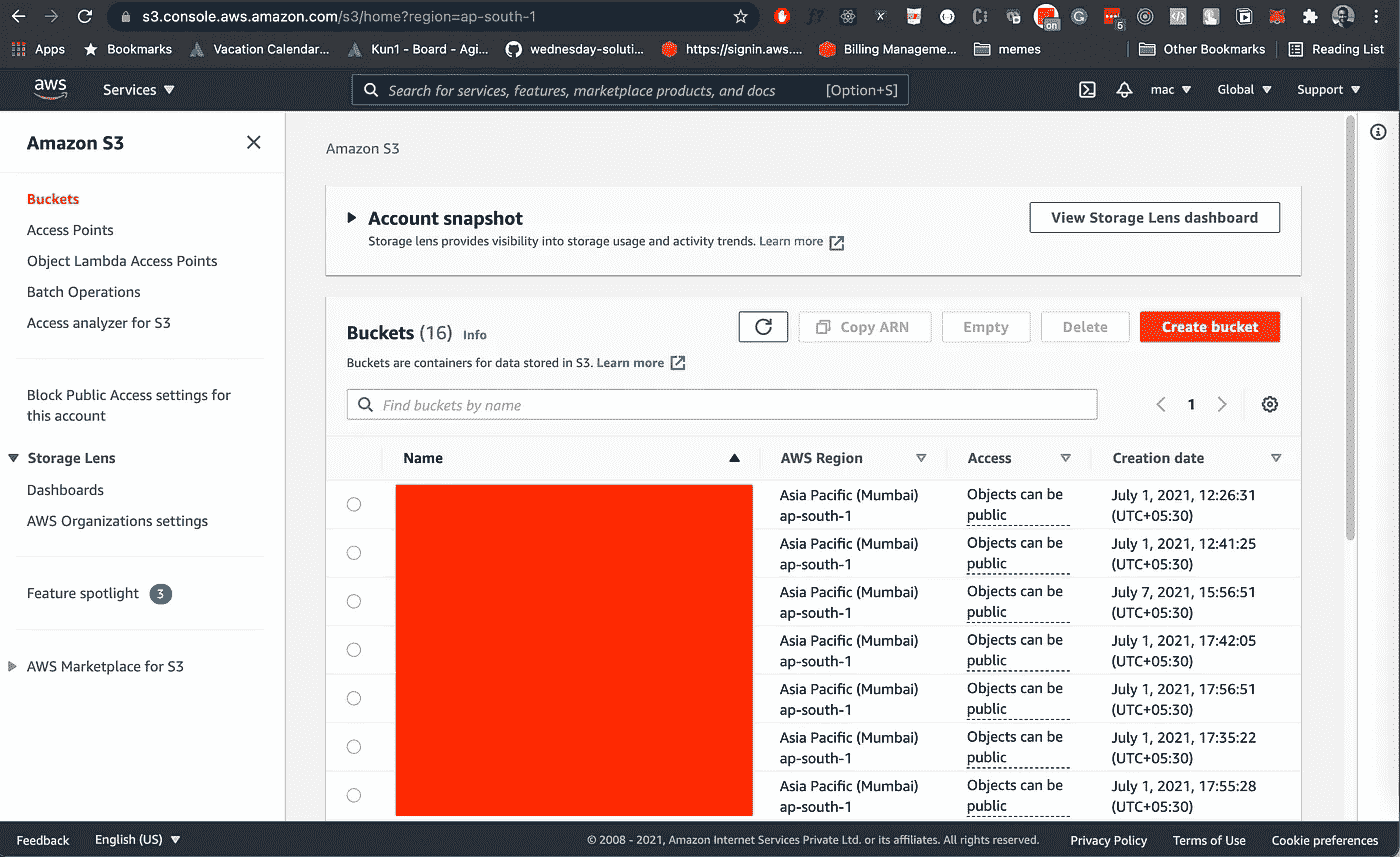 s3.console.aws.amazon.com/s3/home?region=ap-south-1
on
5
Apps Bookmarks Vacation Calendar... Kun1 - Board - Agi... wednesday-soluti... https://signin.aws.... Billing Manageme... memes Other Bookmarks Reading List
aws Services Search for services, features, marketplace products, and docs [Option+S] mac Global Support
Amazon S3
Buckets
Access Points
Object Lambda Access Points
Batch Operations
Access analyzer for S3
Block Public Access settings for
this account
Storage Lens
Dashboards
AWS Organizations settings
Feature spotlight 3
AWS Marketplace for S3
Amazon S3
Account snapshot
Storage lens provides visibility into storage usage and activity trends. Learn more
View Storage Lens dashboard
Buckets (16) Info
Copy ARN Empty Delete Create bucket
Buckets are containers for data stored in S3. Learn more
Find buckets by name
1
Name AWS Region Access Creation date
Asia Pacific (Mumbai) Objects can be July 1, 2021, 12:26:31
ap-south-1 public (UTC+05:30)
Asia Pacific (Mumbai) Objects can be July 1, 2021, 12:41:25
ap-south-1 public (UTC+05:30)
Asia Pacific (Mumbai) Objects can be July 7, 2021, 15:56:51
ap-south-1 public (UTC+05:30)
Asia Pacific (Mumbai) Objects can be July 1, 2021, 17:42:05
ap-south-1 public (UTC+05:30)
Asia Pacific (Mumbai) Objects can be July 1, 2021, 17:56:51
ap-south-1 public (UTC+05:30)
Asia Pacific (Mumbai) Objects can be July 1, 2021, 17:35:22
ap-south-1 public (UTC+05:30)
Asia Pacific (Mumbai) Objects can be July 1, 2021, 17:55:28
ap-south-1 public (UTC+05:30)
Feedback English (US) © 2008 - 2021, Amazon Internet Services Private Ltd. or its affiliates. All rights reserved. Privacy Policy Terms of Use Cookie preferences